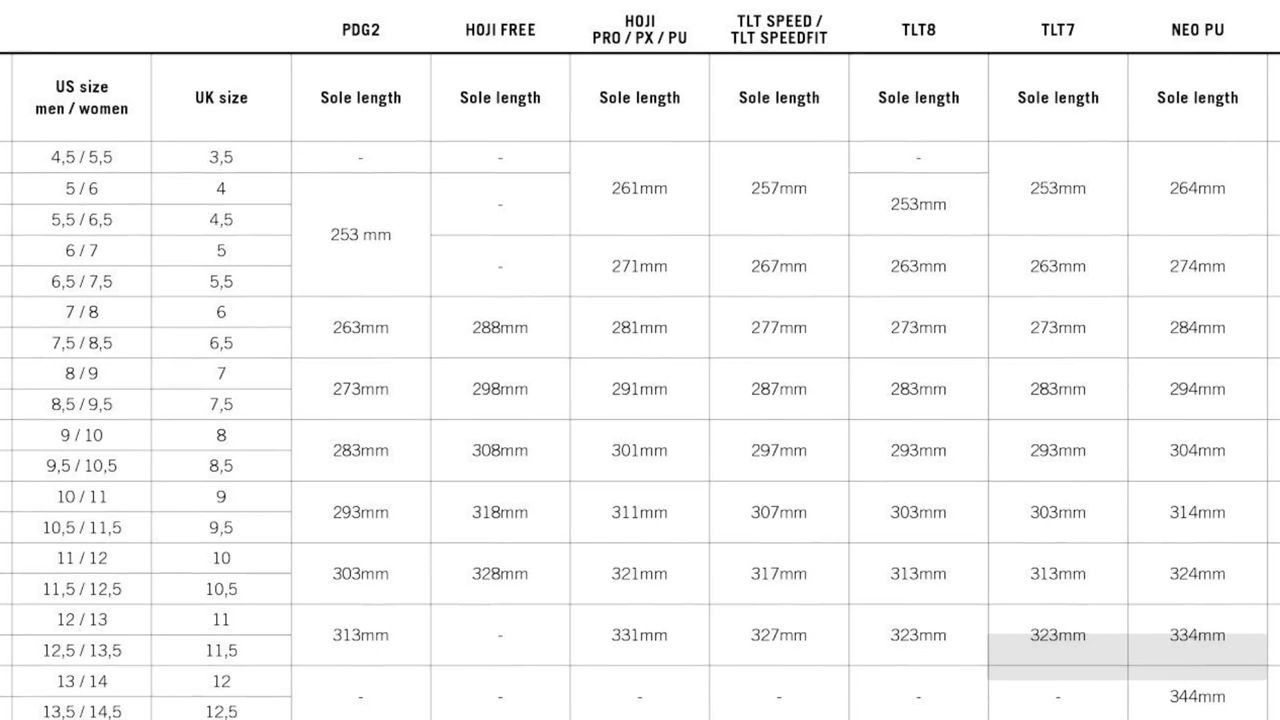 PDG2 HOJI FREE HOJI PRO / PX / PU TLT SPEED / TLT SPEEDFIT TLT8 TLT7 NEO PU
US size men / women UK size Sole length Sole length Sole length Sole length Sole length Sole length Sole length
4,5 / 5,5 3,5 - - -
5 / 6 4 261mm 257mm 253mm 264mm
- 253mm
5,5 / 6,5 4,5
253 mm
6 / 7 5
- 271mm 267mm 263mm 263mm 274mm
6,5 / 7,5 5,5
7 / 8 6
263mm 288mm 281mm 277mm 273mm 273mm 284mm
7,5 / 8,5 6,5
8 / 9 7
273mm 298mm 291mm 287mm 283mm 283mm 294mm
8,5 / 9,5 7,5
9 / 10 8
283mm 308mm 301mm 297mm 293mm 293mm 304mm
9,5 / 10,5 8,5
10 / 11 9
293mm 318mm 311mm 307mm 303mm 303mm 314mm
10,5 / 11,5 9,5
11 / 12 10
303mm 328mm 321mm 317mm 313mm 313mm 324mm
11,5 / 12,5 10,5
12 / 13 11
313mm - 331mm 327mm 323mm 323mm 334mm
12,5 / 13,5 11,5
13 / 14 12
- - - - - - 344mm
13,5 / 14,5 12,5